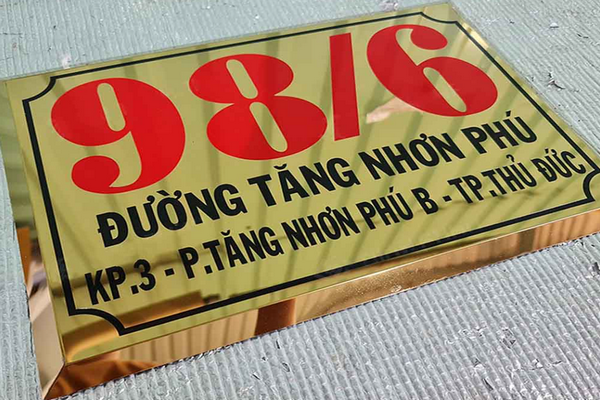 98/6
ĐƯỜNG TĂNG NHƠN PHÚ
KP.3 - P.TĂNG NHƠN PHÚ B - TP.THỦ ĐỨC